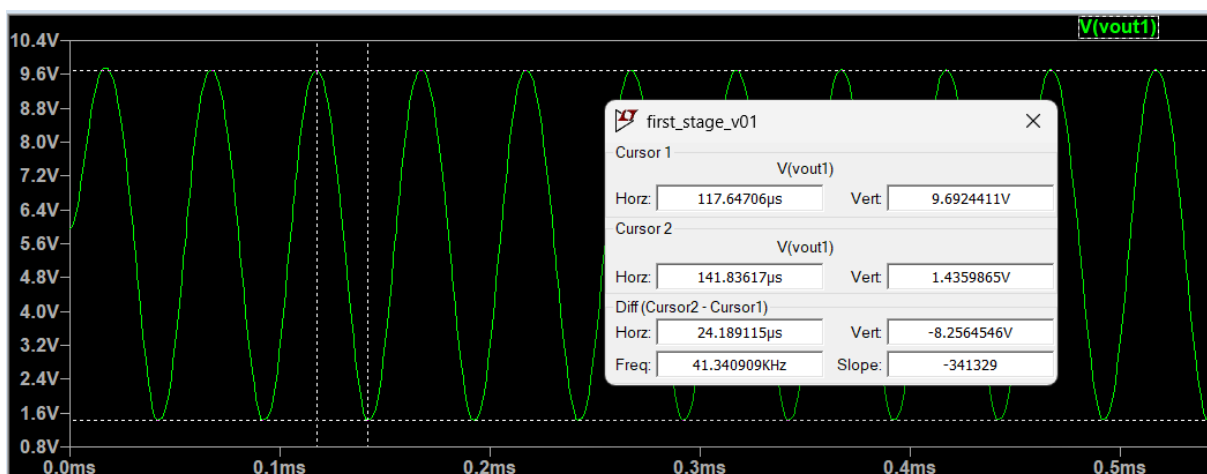 V(vout1)
10.4V
9.6V
8.8V
8.0V
7.2V
6.4V
5.6V
4.8V
4.0V
3.2V
2.4V
1.6V
0.8V
0.0ms 0.1ms 0.2ms 0.3ms 0.4ms 0.5ms
first_stage_v01
Cursor 1
V(vout1)
Horz: 117.64706µs Vert: 9.6924411V
Cursor 2
V(vout1)
Horz: 141.83617µs Vert: 1.4359865V
Diff (Cursor2 - Cursor1)
Horz: 24.189115µs Vert: -8.2564546V
Freq: 41.340909KHz Slope: -341329